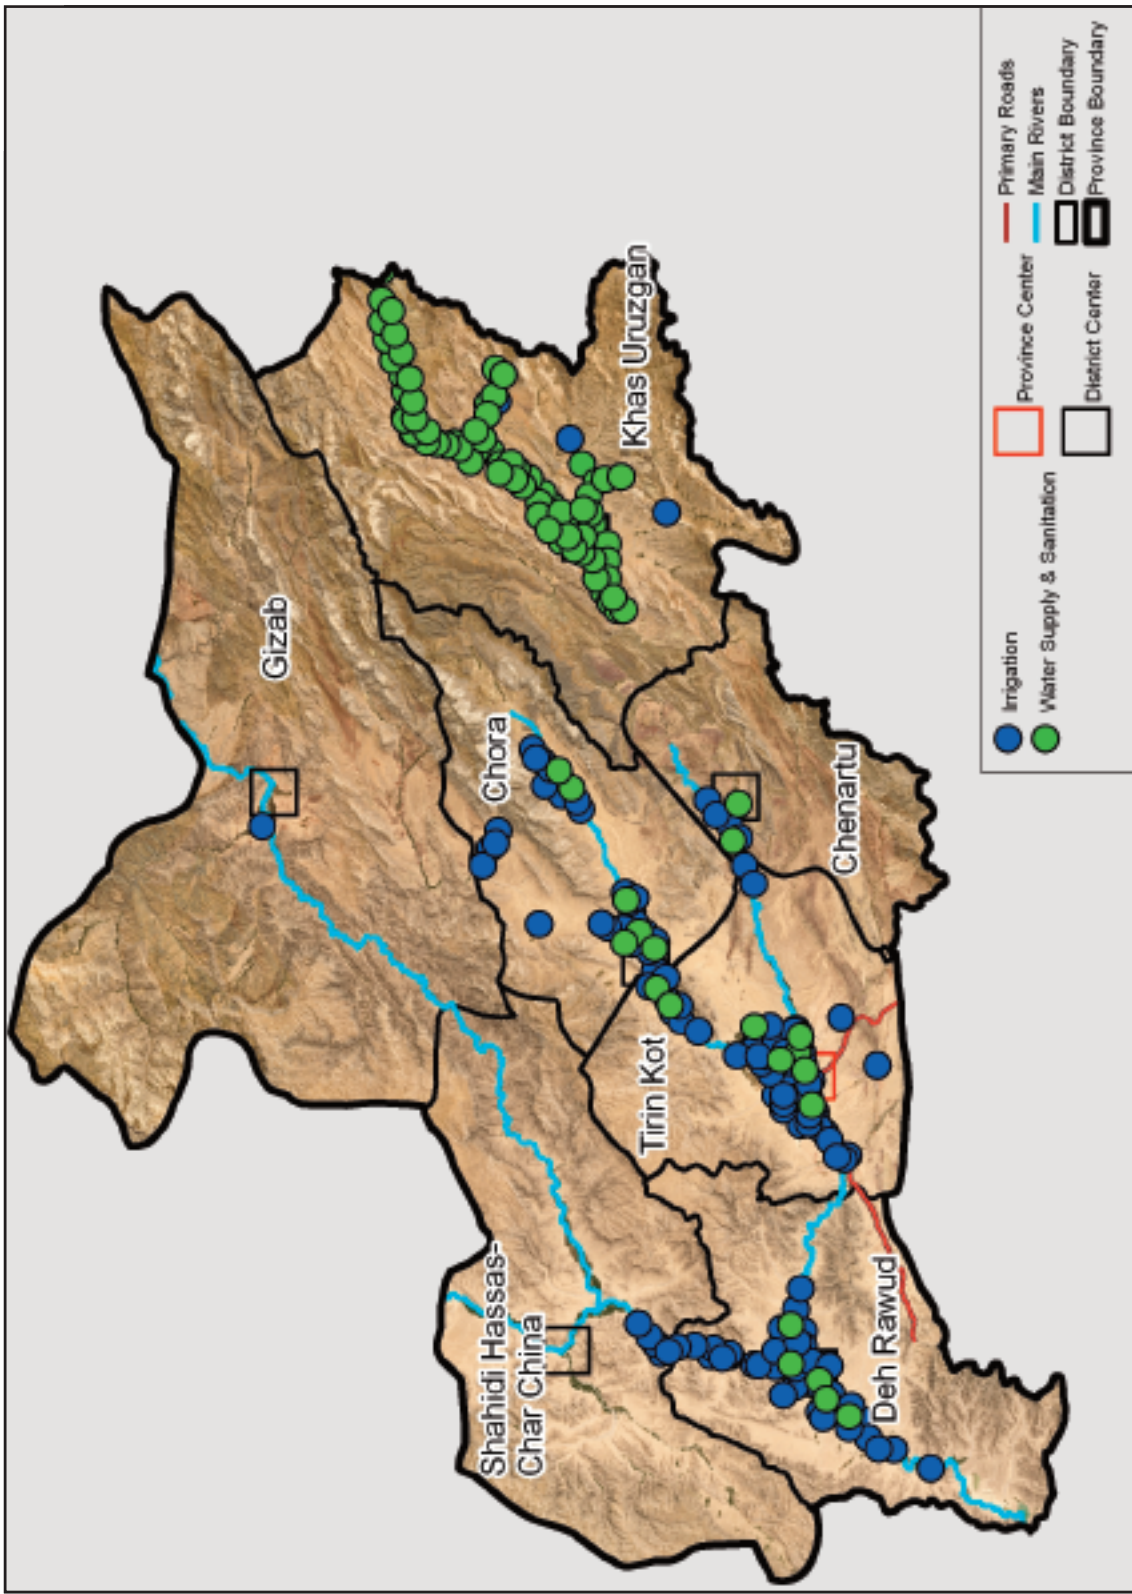 Gizab
Khas Uruzgan
Chora
Shahidi Hassas-
Char China
Tirin Kot
Chenartu
Deh Rawud
Irrigation
Water Supply & Sanitation
Province Center
District Center
Primary Roads
Main Rivers
District Boundary
Province Boundary